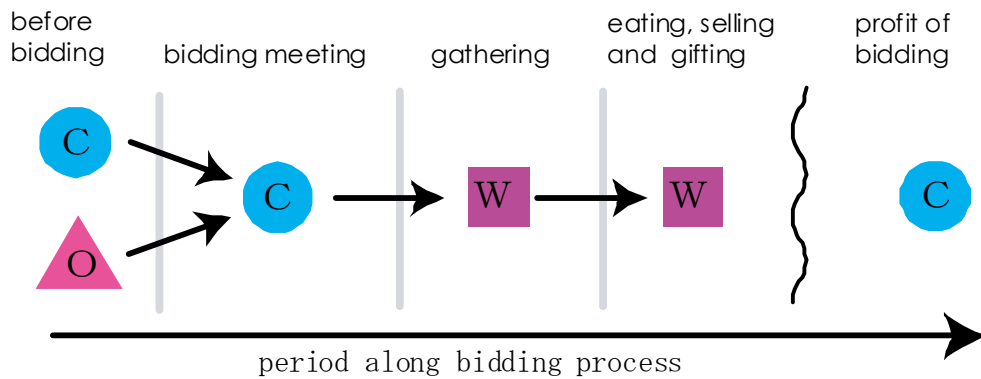 before
bidding
bidding meeting
gathering
eating, selling
and gifting
profit of
bidding
C
O
C
W
W
C
period along bidding process